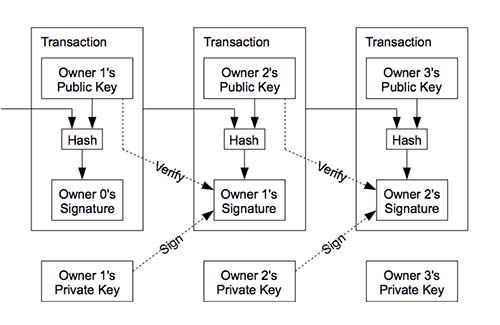 Transaction
Transaction
Transaction
Owner 1's
Public Key
Owner 2's
Public Key
Owner 3's
Public Key
Hash
Hash
Hash
Verify
Verify
Owner 0's
Signature
Owner 1's
Signature
Owner 2's
Signature
Sign
Sign
Owner 1's
Private Key
Owner 2's
Private Key
Owner 3's
Private Key